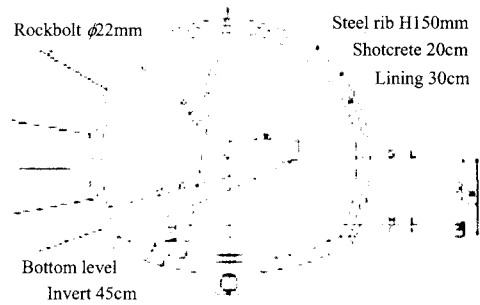 Rockbolt ϕ22mm
Steel rib H150mm
Shotcrete 20cm
Lining 30cm
S L
Bottom level
Invert 45cm